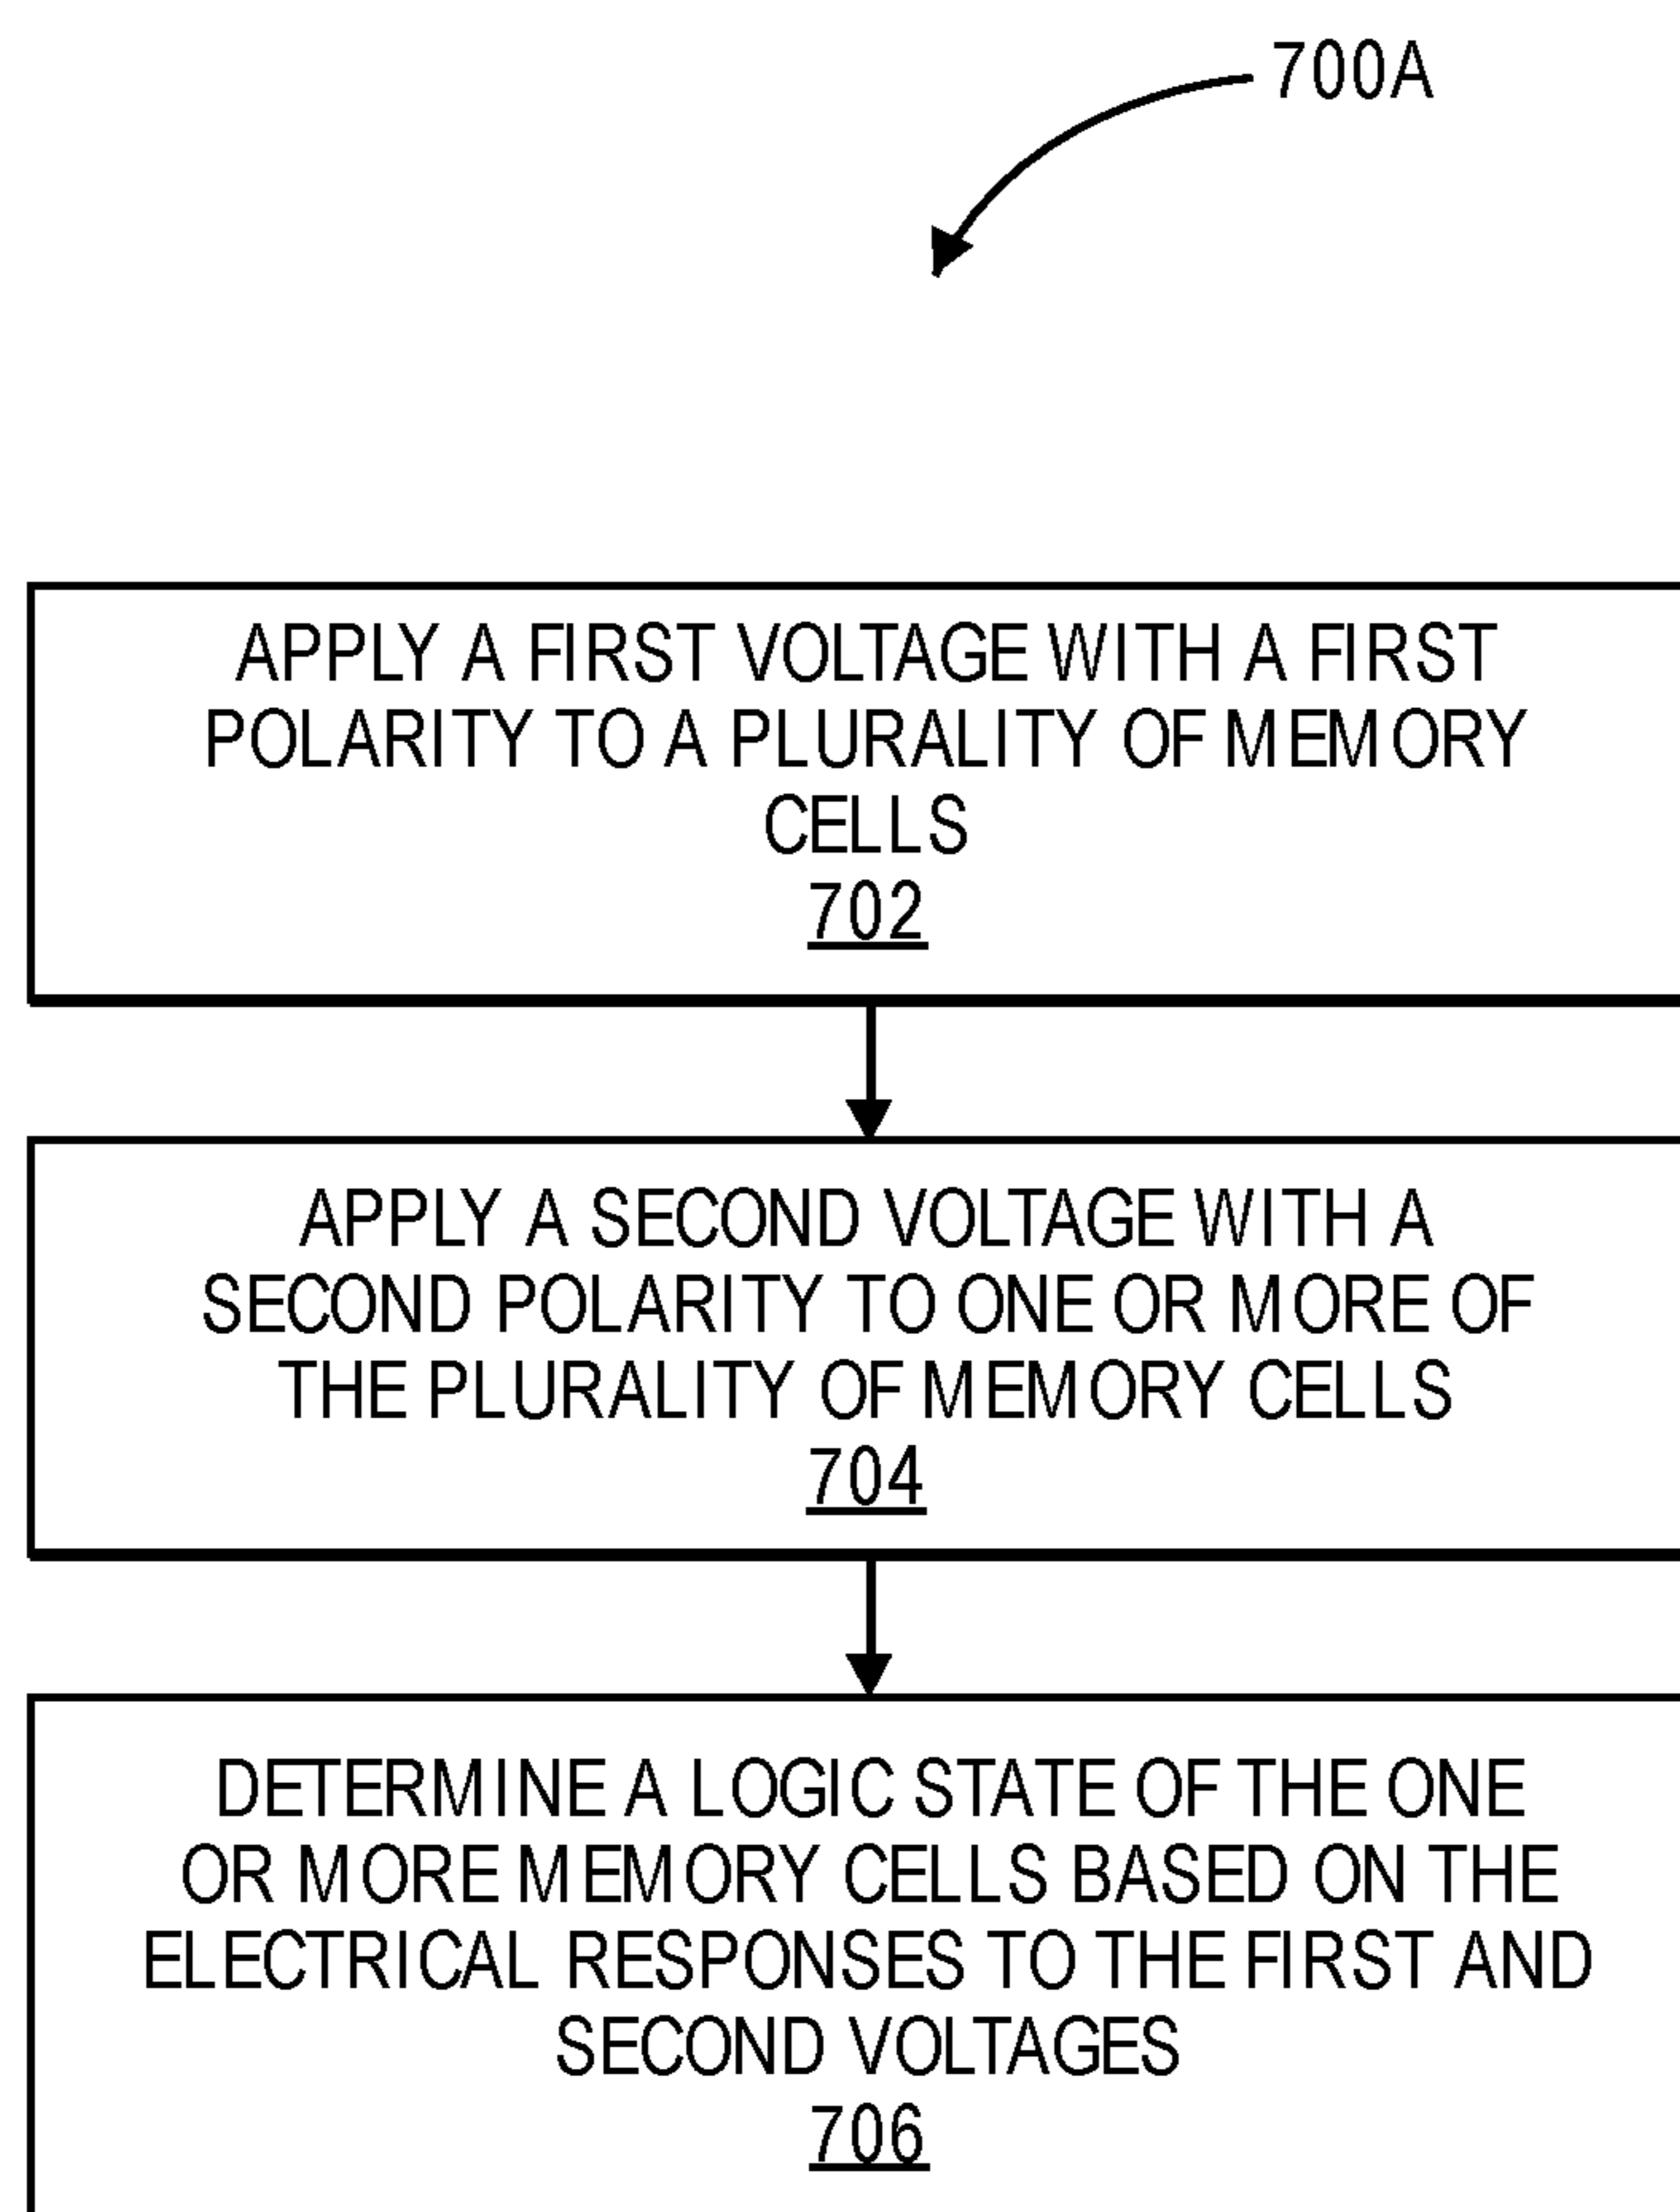 700A
APPLY A FIRST VOLTAGE WITH A FIRST
POLARITY TO A PLURALITY OF MEMORY
CELLS
702
APPLY A SECOND VOLTAGE WITH A
SECOND POLARITY TO ONE OR MORE OF
THE PLURALITY OF MEMORY CELLS
704
DETERMINE A LOGIC STATE OF THE ONE
OR MORE MEMORY CELLS BASED ON THE
ELECTRICAL RESPONSES TO THE FIRST AND
SECOND VOLTAGES
706